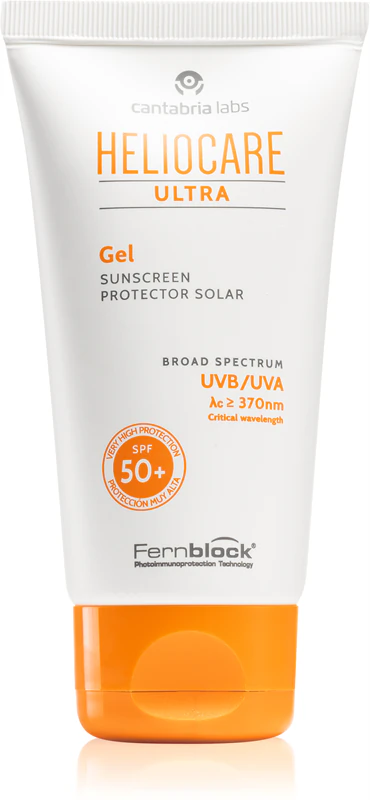 cantabria labs
HELIOCARE
ULTRA
Gel
SUNSCREEN
PROTECTOR SOLAR
BROAD SPECTRUM
UVB/UVA
λc ≥ 370nm
Critical wavelength
VERY HIGH PROTECTION
SPF
50+
PROTECCIÓN MUY ALTA
Fernblock®
Photoimmunoprotection Technology